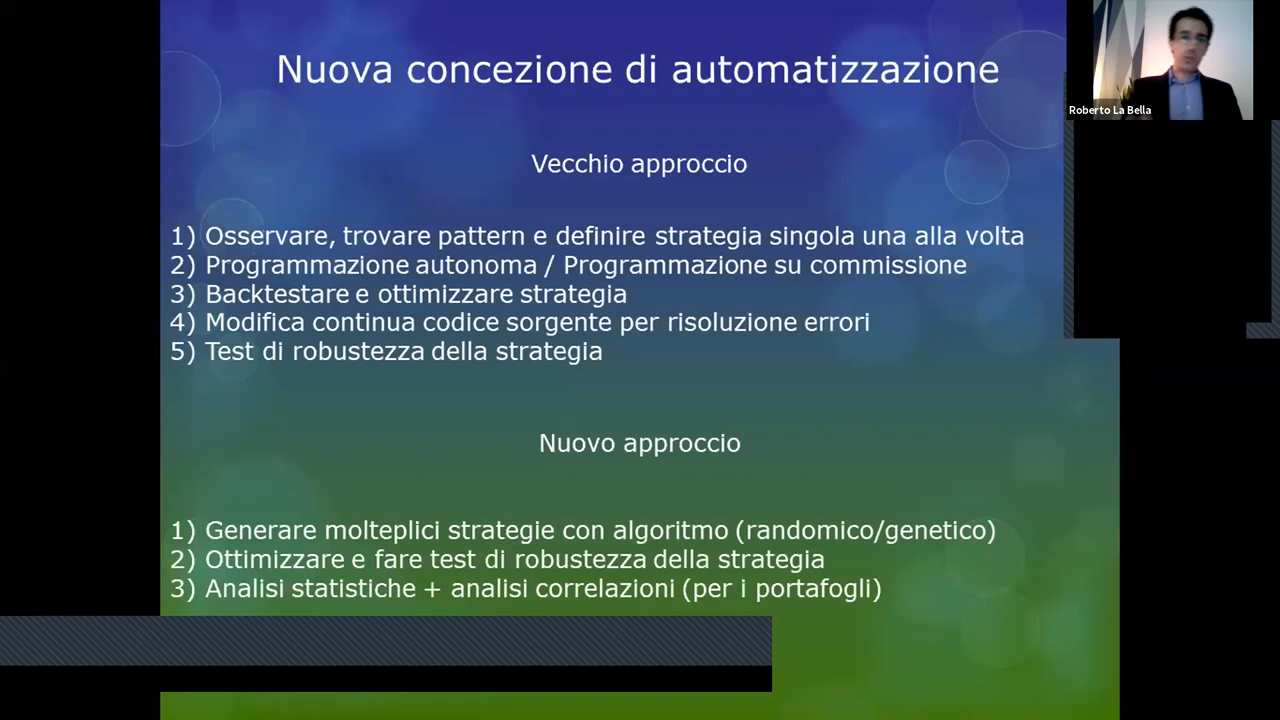 Nuova concezione di automatizzazione
Roberto La Bella
Vecchio approccio
1) Osservare, trovare pattern e definire strategia singola una alla volta
2) Programmazione autonoma / Programmazione su commissione
3) Backtestare e ottimizzare strategia
4) Modifica continua codice sorgente per risoluzione errori
5) Test di robustezza della strategia
Nuovo approccio
1) Generare molteplici strategie con algoritmo (randomico/genetico)
2) Ottimizzare e fare test di robustezza della strategia
3) Analisi statistiche + analisi correlazioni (per i portafogli)